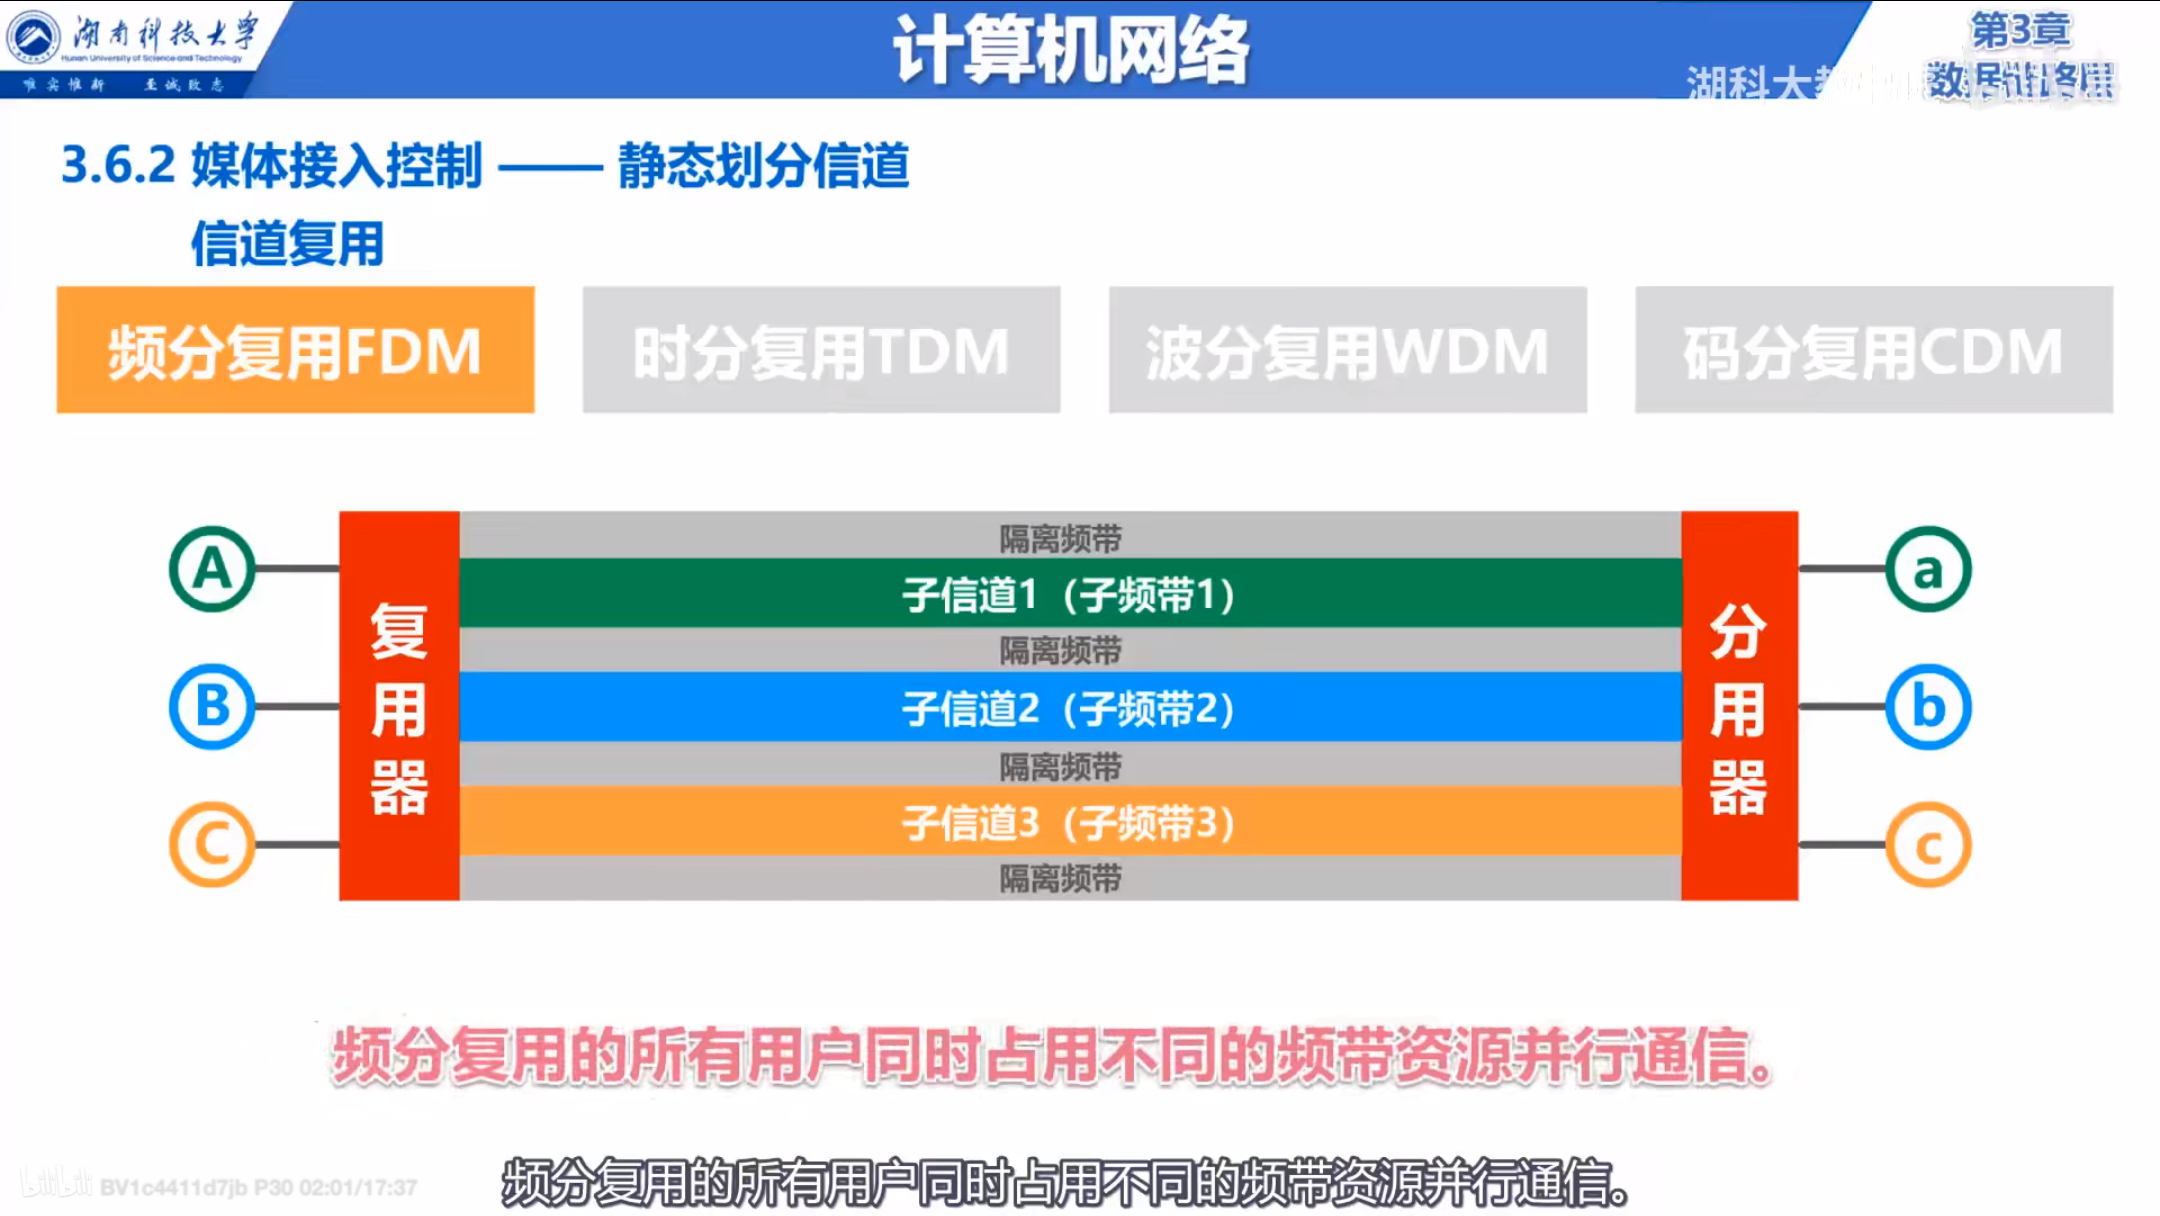 湖南科技大学
Hunan University of Science and Technology
唯实惟新 至诚致志
计算机网络
第3章
湖科大教
数据链路层
3.6.2 媒体接入控制 —— 静态划分信道
信道复用
频分复用FDM
时分复用TDM
波分复用WDM
码分复用CDM
A
B
C
复用器
隔离频带
子信道1（子频带1）
隔离频带
子信道2（子频带2）
隔离频带
子信道3（子频带3）
隔离频带
分用器
a
b
c
频分复用的所有用户同时占用不同的频带资源并行通信。
频分复用的所有用户同时占用不同的频带资源并行通信。
bilibili BV1c4411d7jb P30 02:01/17:37